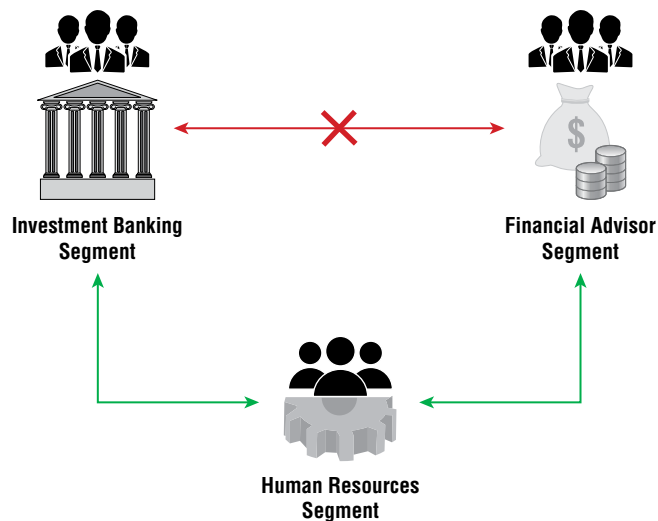 $
Investment Banking
Segment
Financial Advisor
Segment
Human Resources
Segment